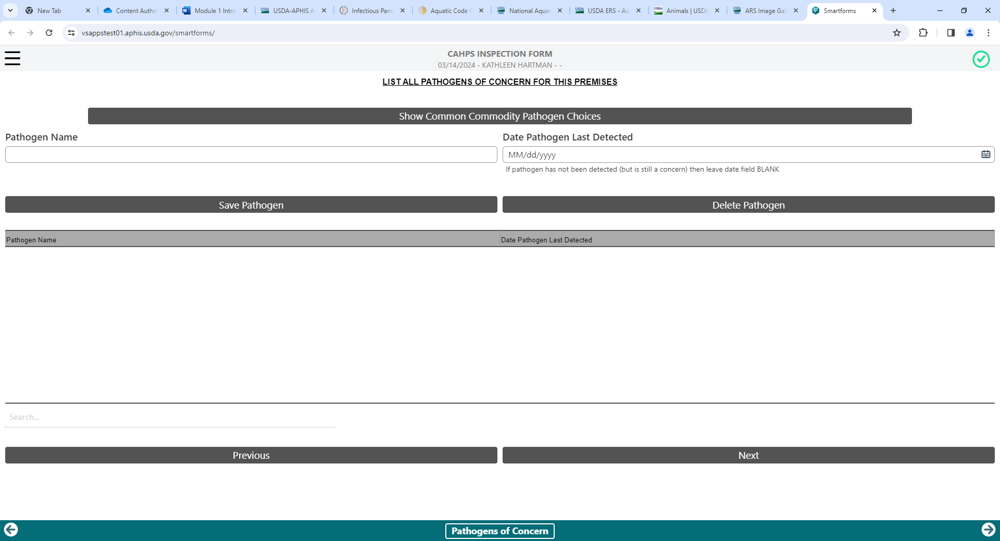 New Tab
Content Autho
Module 1 Intro
USDA-APHIS A
Infectious Panc
Aquatic Code
National Aquac
USDA ERS - Aq
Animals | USDA
ARS Image Gal
Smartforms
vsappstest01.aphis.usda.gov/smartforms/
CAHPS INSPECTION FORM
03/14/2024 - KATHLEEN HARTMAN - -
LIST ALL PATHOGENS OF CONCERN FOR THIS PREMISES
Show Common Commodity Pathogen Choices
Pathogen Name
Date Pathogen Last Detected
MM/dd/yyyy
If pathogen has not been detected (but is still a concern) then leave date field BLANK
Save Pathogen
Delete Pathogen
Pathogen Name
Date Pathogen Last Detected
Search...
Previous
Next
Pathogens of Concern